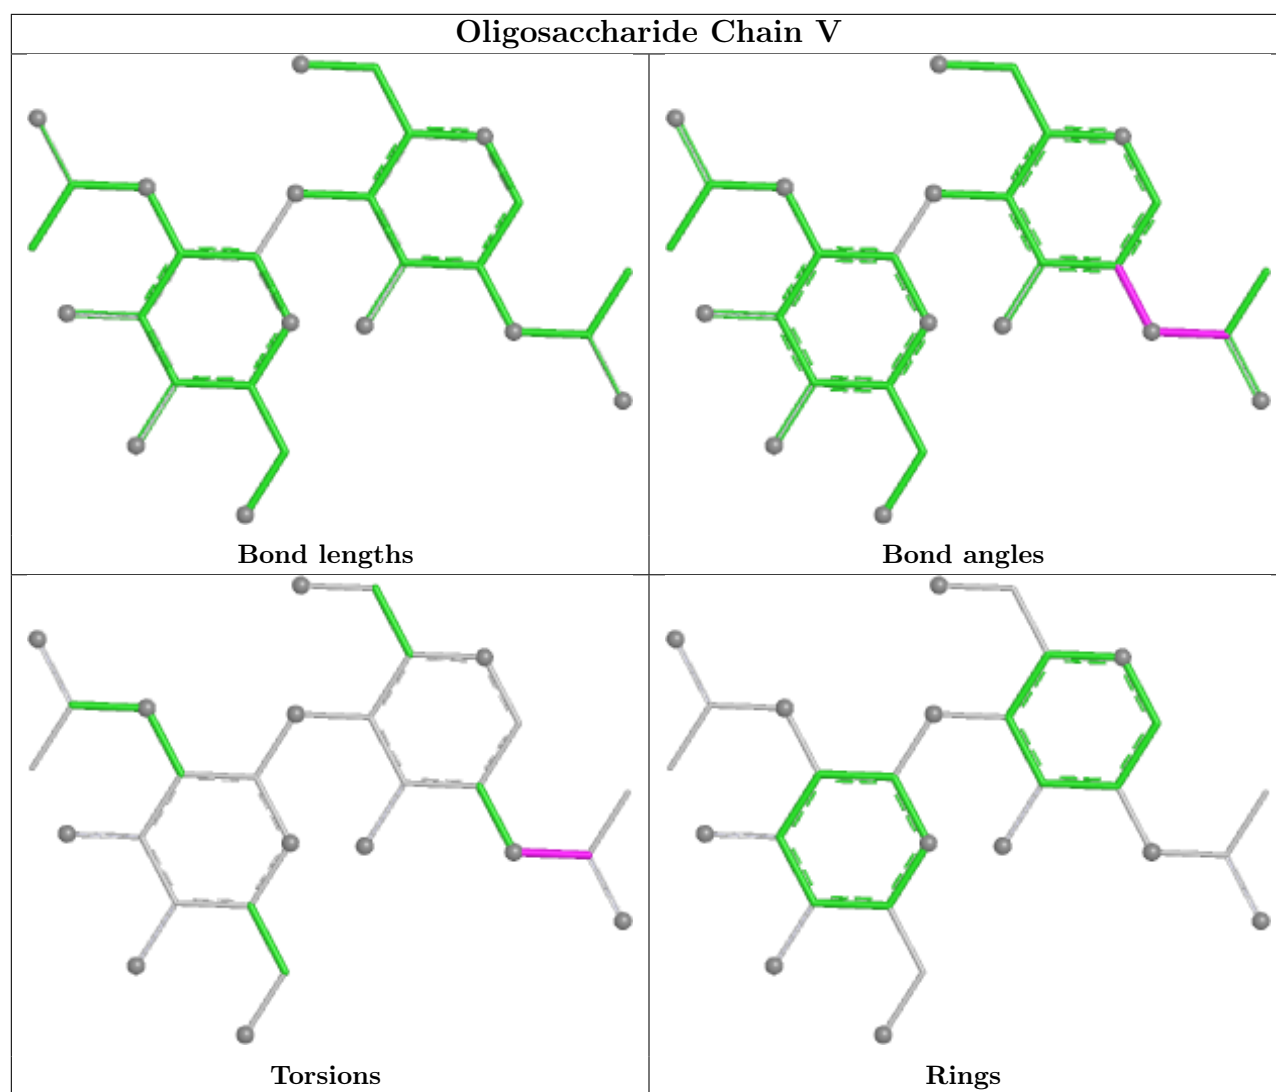 Oligosaccharide Chain V
Bond lengths
Bond angles
Torsions
Rings